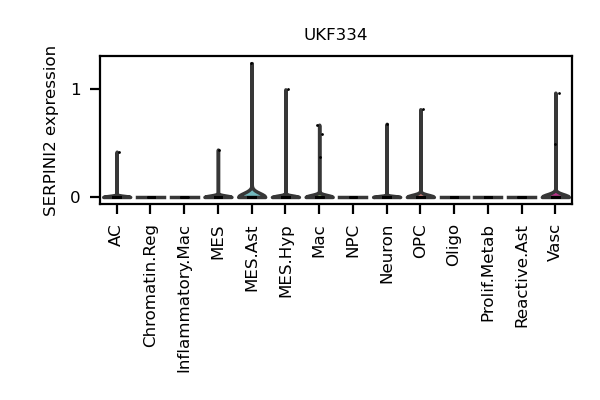 UKF334
SERPINI2 expression
1
0
AC
Chromatin.Reg
Inflammatory.Mac
MES
MES.Ast
MES.Hyp
Mac
NPC
Neuron
OPC
Oligo
Prolif.Metab
Reactive.Ast
Vasc